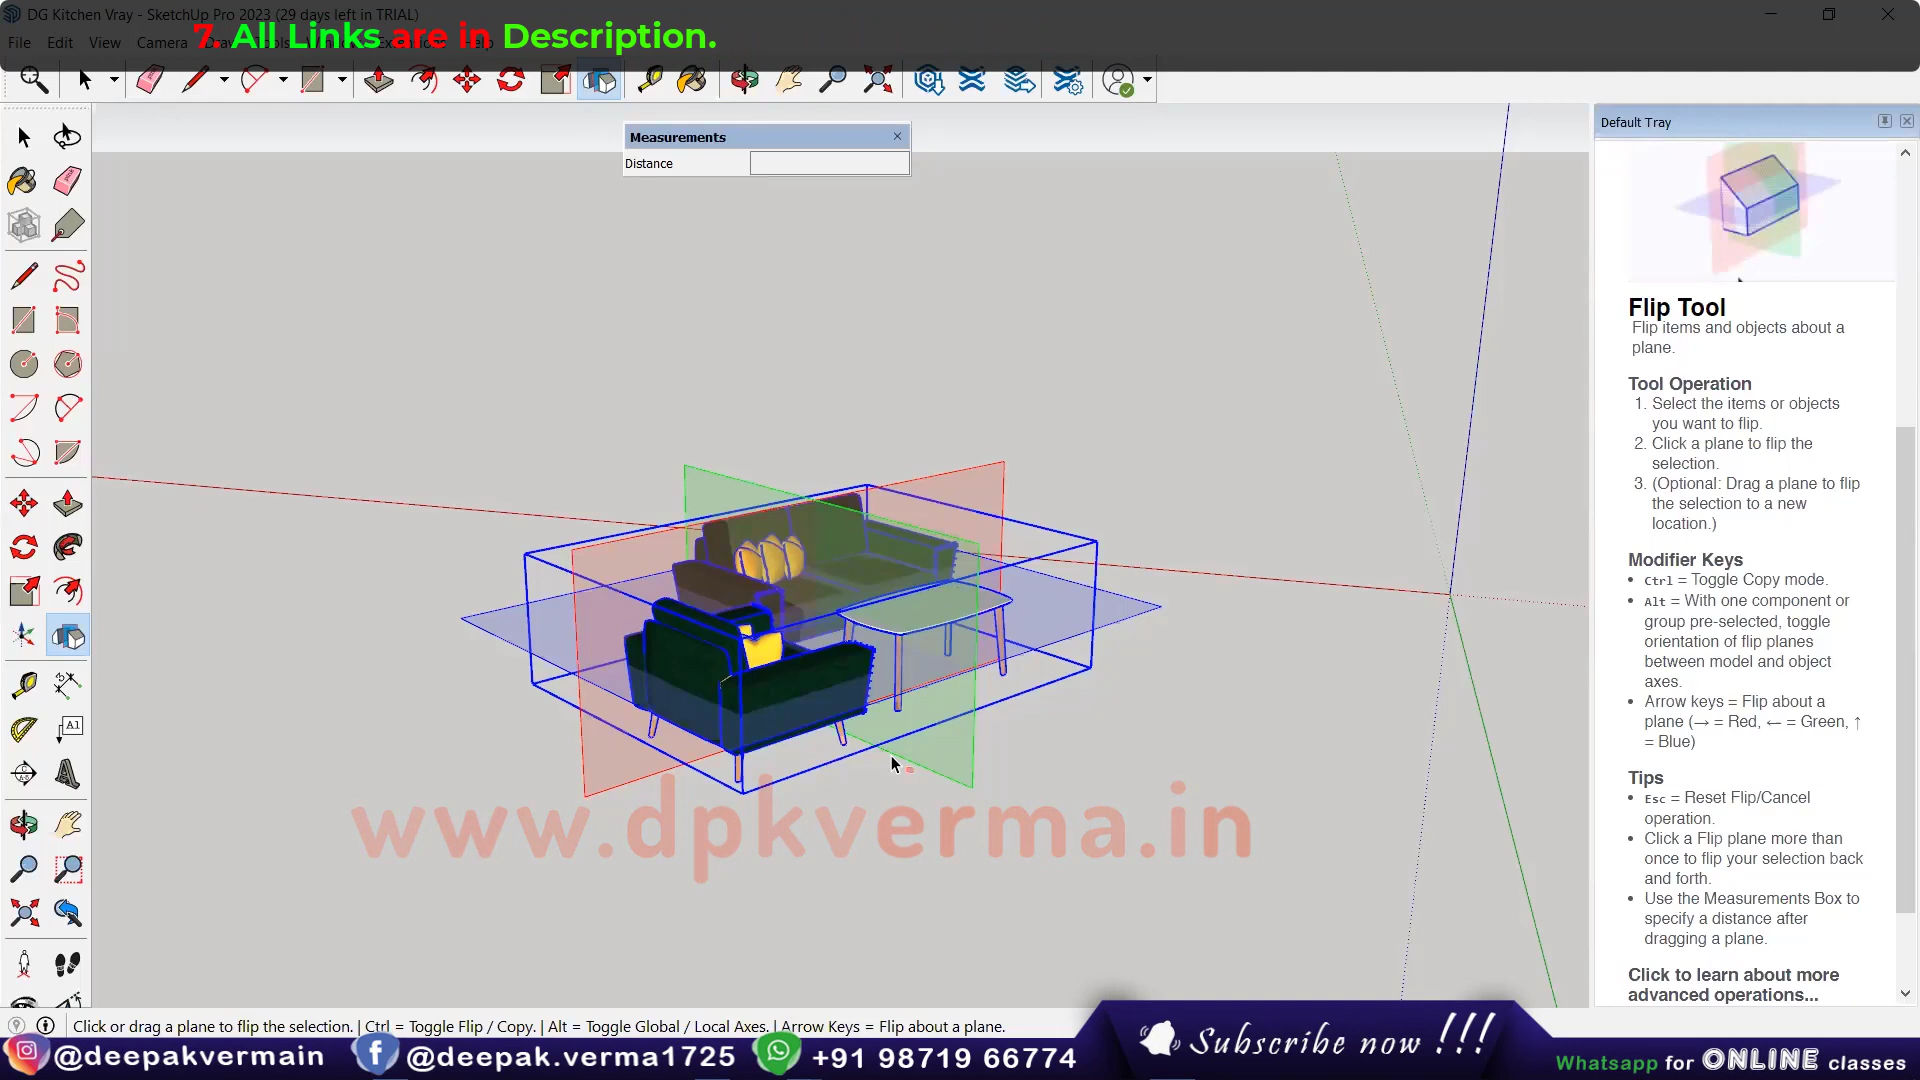 DG Kitchen Vray - SketchUp Pro 2023 (29 days left in TRIAL)
7. All Links are in Description.
File Edit View Camera Draw
Measurements
Distance
Default Tray
Flip Tool
Flip items and objects about a
plane.
Tool Operation
1. Select the items or objects
you want to flip.
2. Click a plane to flip the
selection.
3. (Optional: Drag a plane to flip
the selection to a new
location.)
Modifier Keys
• Ctrl = Toggle Copy mode.
• Alt = With one component or
group pre-selected, toggle
orientation of flip planes
between model and object
axes.
• Arrow keys = Flip about a
plane (→ = Red, ← = Green, ↑
= Blue)
Tips
• Esc = Reset Flip/Cancel
operation.
• Click a Flip plane more than
once to flip your selection back
and forth.
• Use the Measurements Box to
specify a distance after
dragging a plane.
Click to learn about more
advanced operations...
A1
www.dpkverma.in
Click or drag a plane to flip the selection. | Ctrl = Toggle Flip / Copy. | Alt = Toggle Global / Local Axes. | Arrow Keys = Flip about a plane.
@deepakvermain @deepak.verma1725 +91 98719 66774
Subscribe now !!!
Whatsapp for ONLINE classes